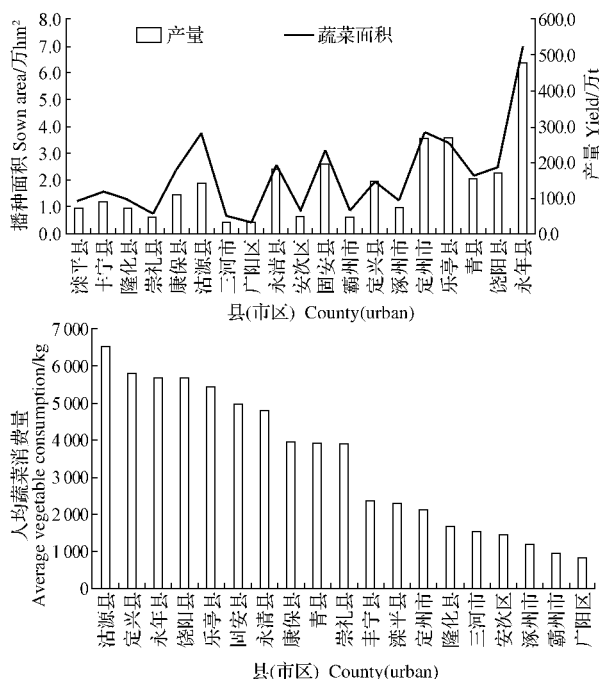 产量
蔬菜面积
播种面积 Sown area/万hm²
8.0
7.0
6.0
5.0
4.0
3.0
2.0
1.0
0.0
600.0
500.0
400.0
300.0
200.0
100.0
0.0
产量 Yield/万t
滦平县
丰宁县
隆化县
崇礼县
康保县
沽源县
三河市
广阳区
永清县
安次区
固安县
霸州市
定兴县
涿州市
定州市
乐亭县
青县
饶阳县
永年县
县(市区) County(urban)
人均蔬菜消费量
Average vegetable consumption/kg
7 000
6 000
5 000
4 000
3 000
2 000
1 000
0
沽源县
定兴县
永年县
饶阳县
乐亭县
固安县
永清县
康保县
青县
崇礼县
丰宁县
滦平县
定州市
隆化县
三河市
安次区
涿州市
霸州市
广阳区
县(市区) County(urban)